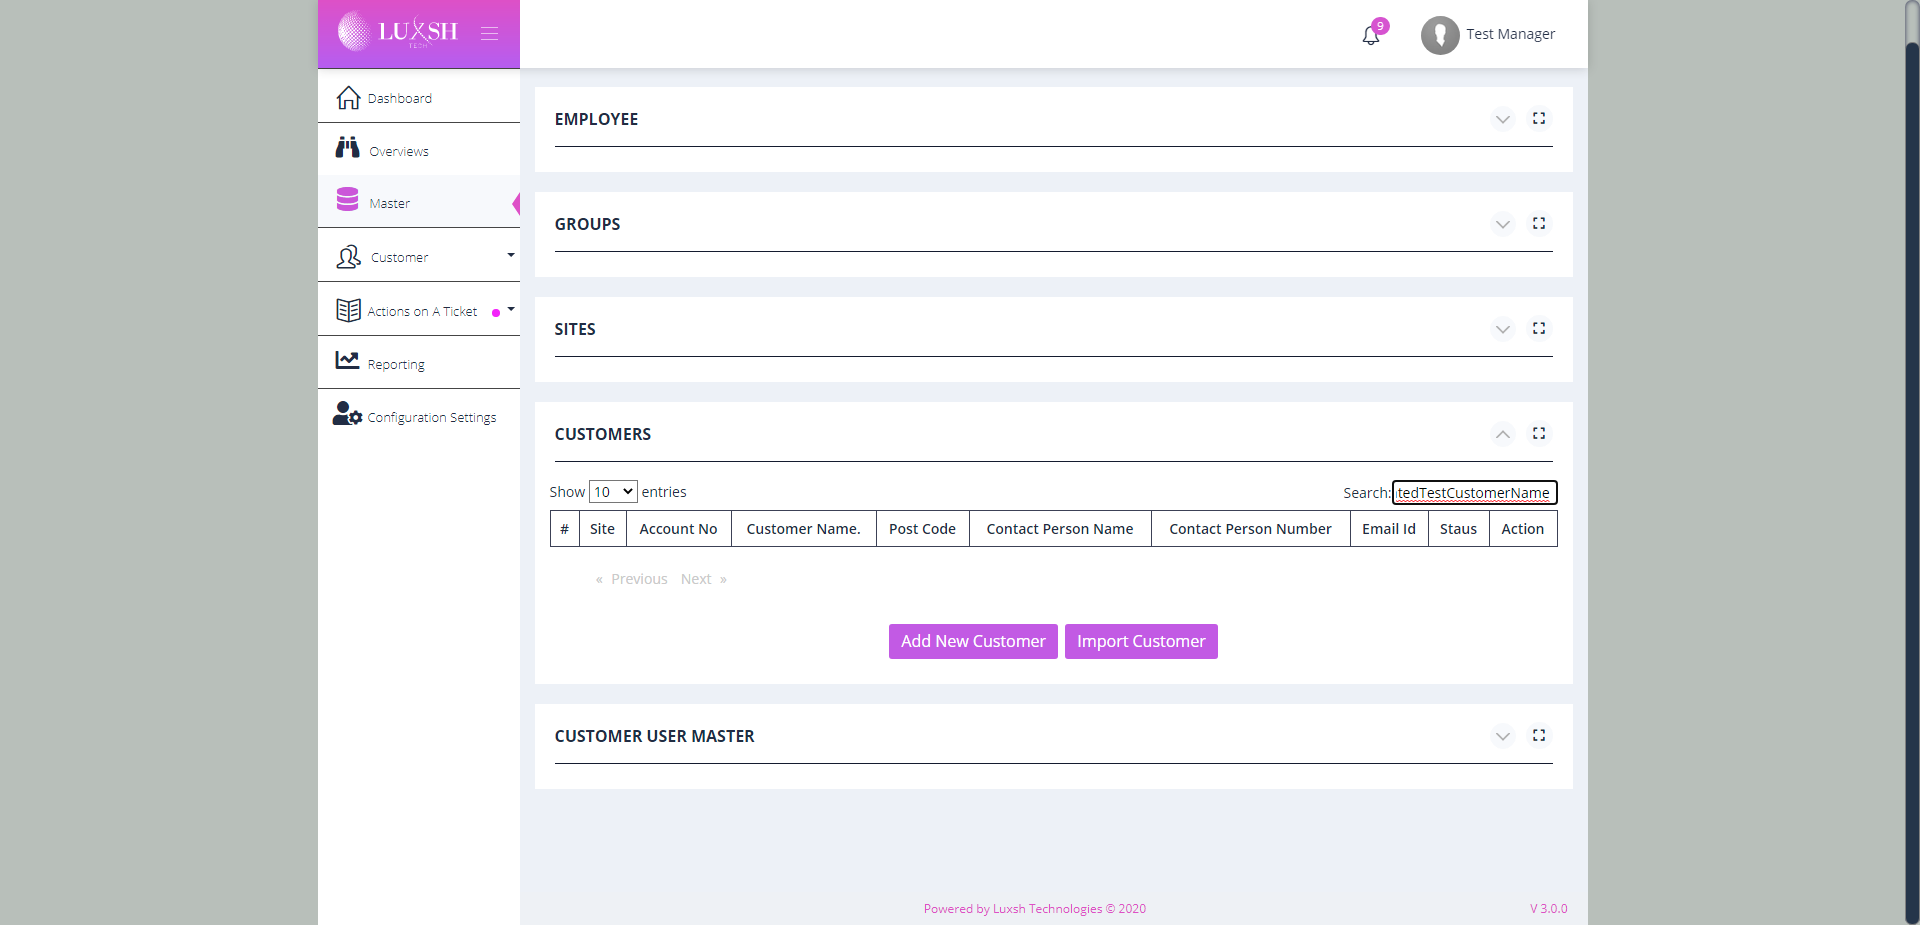 LUXSH
TECH
9
Test Manager
Dashboard
Overviews
Master
Customer
Actions on A Ticket
Reporting
Configuration Settings
EMPLOYEE
GROUPS
SITES
CUSTOMERS
Show 10 entries
Search: tedTestCustomerName
# Site Account No Customer Name. Post Code Contact Person Name Contact Person Number Email Id Staus Action
« Previous Next »
Add New Customer Import Customer
CUSTOMER USER MASTER
Powered by Luxsh Technologies © 2020
V 3.0.0